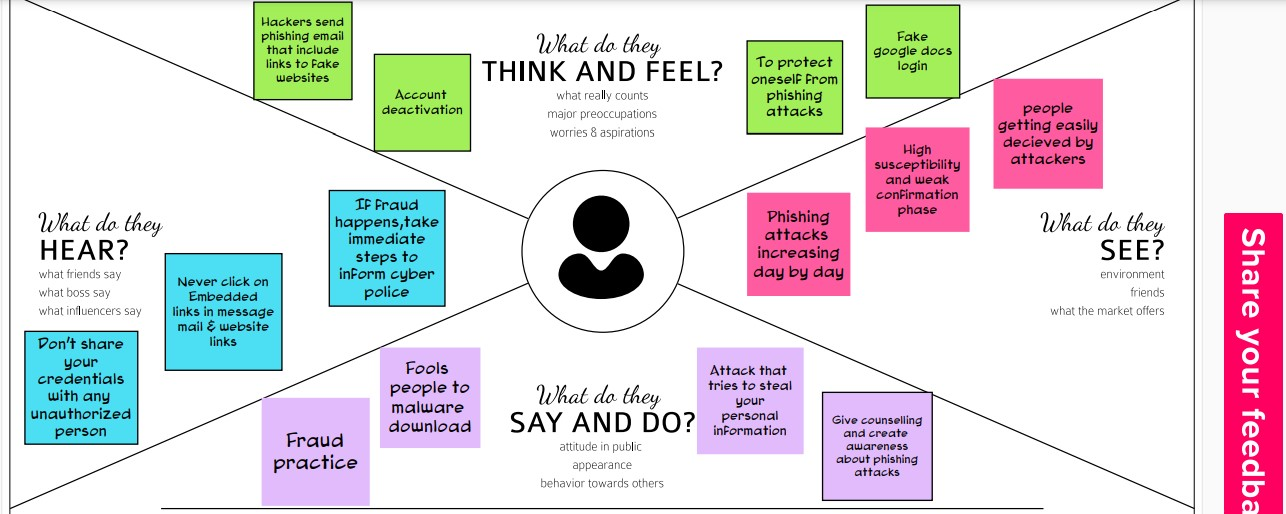 Hackers send
phishing email
that include
links to fake
websites
Account
deactivation
What do they
THINK AND FEEL?
what really counts
major preoccupations
worries & aspirations
To protect
oneself from
phishing
attacks
Fake
google docs
login
people
getting easily
decieved by
attackers
High
susceptibility
and weak
confirmation
phase
Phishing
attacks
increasing
day by day
What do they
HEAR?
what friends say
what boss say
what influencers say
If fraud
happens,take
immediate
steps to
inform cyber
police
Never click on
Embedded
links in message
mail & website
links
Don't share
your
credentials
with any
unauthorized
person
What do they
SEE?
environment
friends
what the market offers
Fraud
practice
Fools
people to
malware
download
What do they
SAY AND DO?
attitude in public
appearance
behavior towards others
Attack that
tries to steal
your
personal
information
Give counselling
and create
awareness
about phishing
attacks
Share your feedba